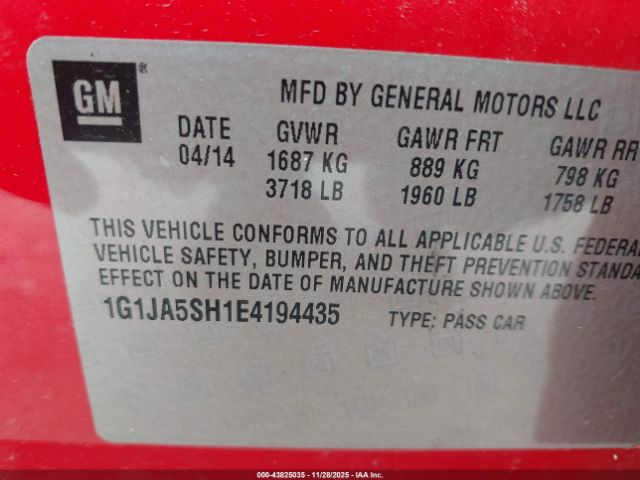 GM ®
MFD BY GENERAL MOTORS LLC
DATE GVWR GAWR FRT GAWR RR
04/14 1687 KG 889 KG 798 KG
3718 LB 1960 LB 1758 LB
THIS VEHICLE CONFORMS TO ALL APPLICABLE U.S. FEDERAL
VEHICLE SAFETY, BUMPER, AND THEFT PREVENTION STANDA
EFFECT ON THE DATE OF MANUFACTURE SHOWN ABOVE.
1G1JA5SH1E4194435 TYPE: PASS CAR
000-43825035 - 11/28/2025 - IAA Inc.